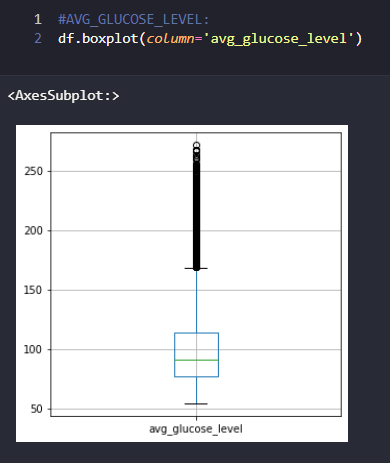 1 #AVG_GLUCOSE_LEVEL:
2 df.boxplot(column='avg_glucose_level')
<AxesSubplot:>
250
200
150
100
50
avg_glucose_level